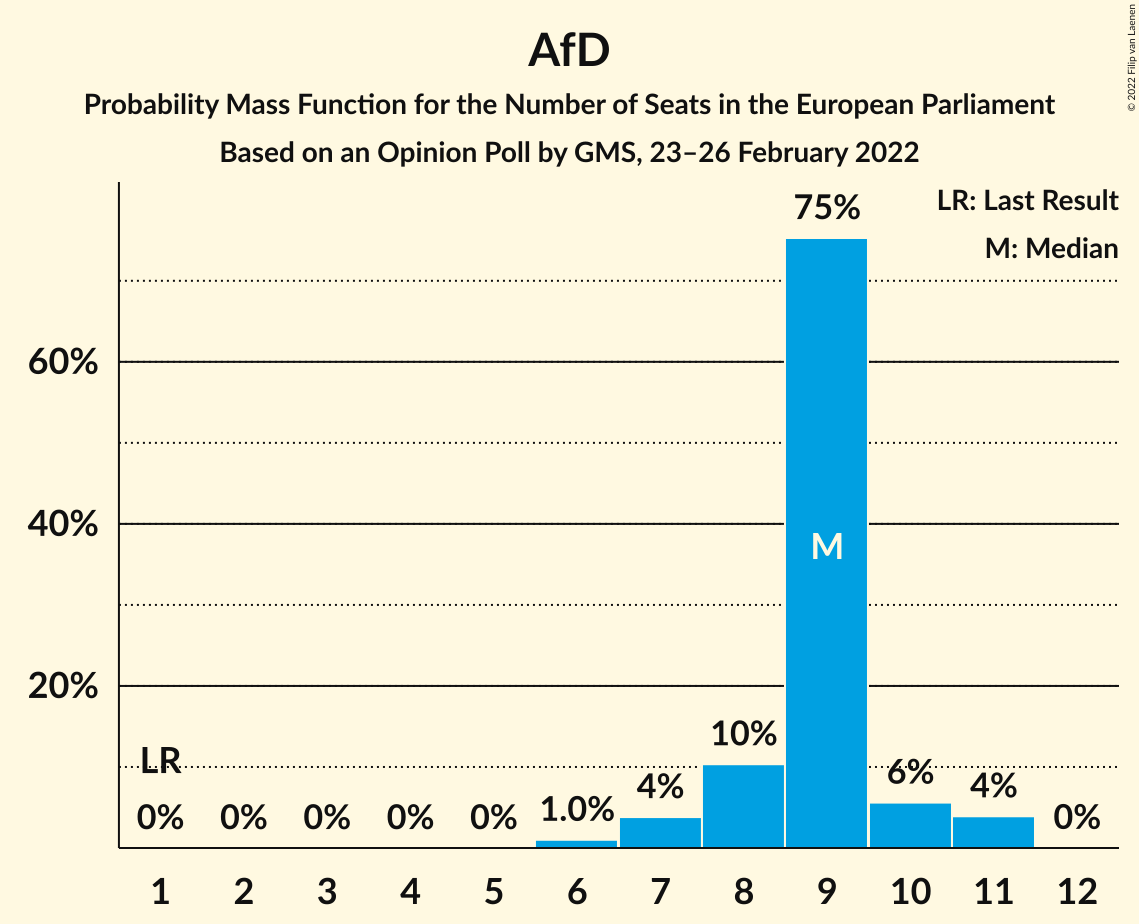 AfD
Probability Mass Function for the Number of Seats in the European Parliament
Based on an Opinion Poll by GMS, 23–26 February 2022
© 2022 Filip van Laenen
LR: Last Result
M: Median
75%
60%
40%
M
20%
10%
LR
0%
0%
0%
0%
0%
1.0%
4%
6%
4%
0%
1 2 3 4 5 6 7 8 9 10 11 12